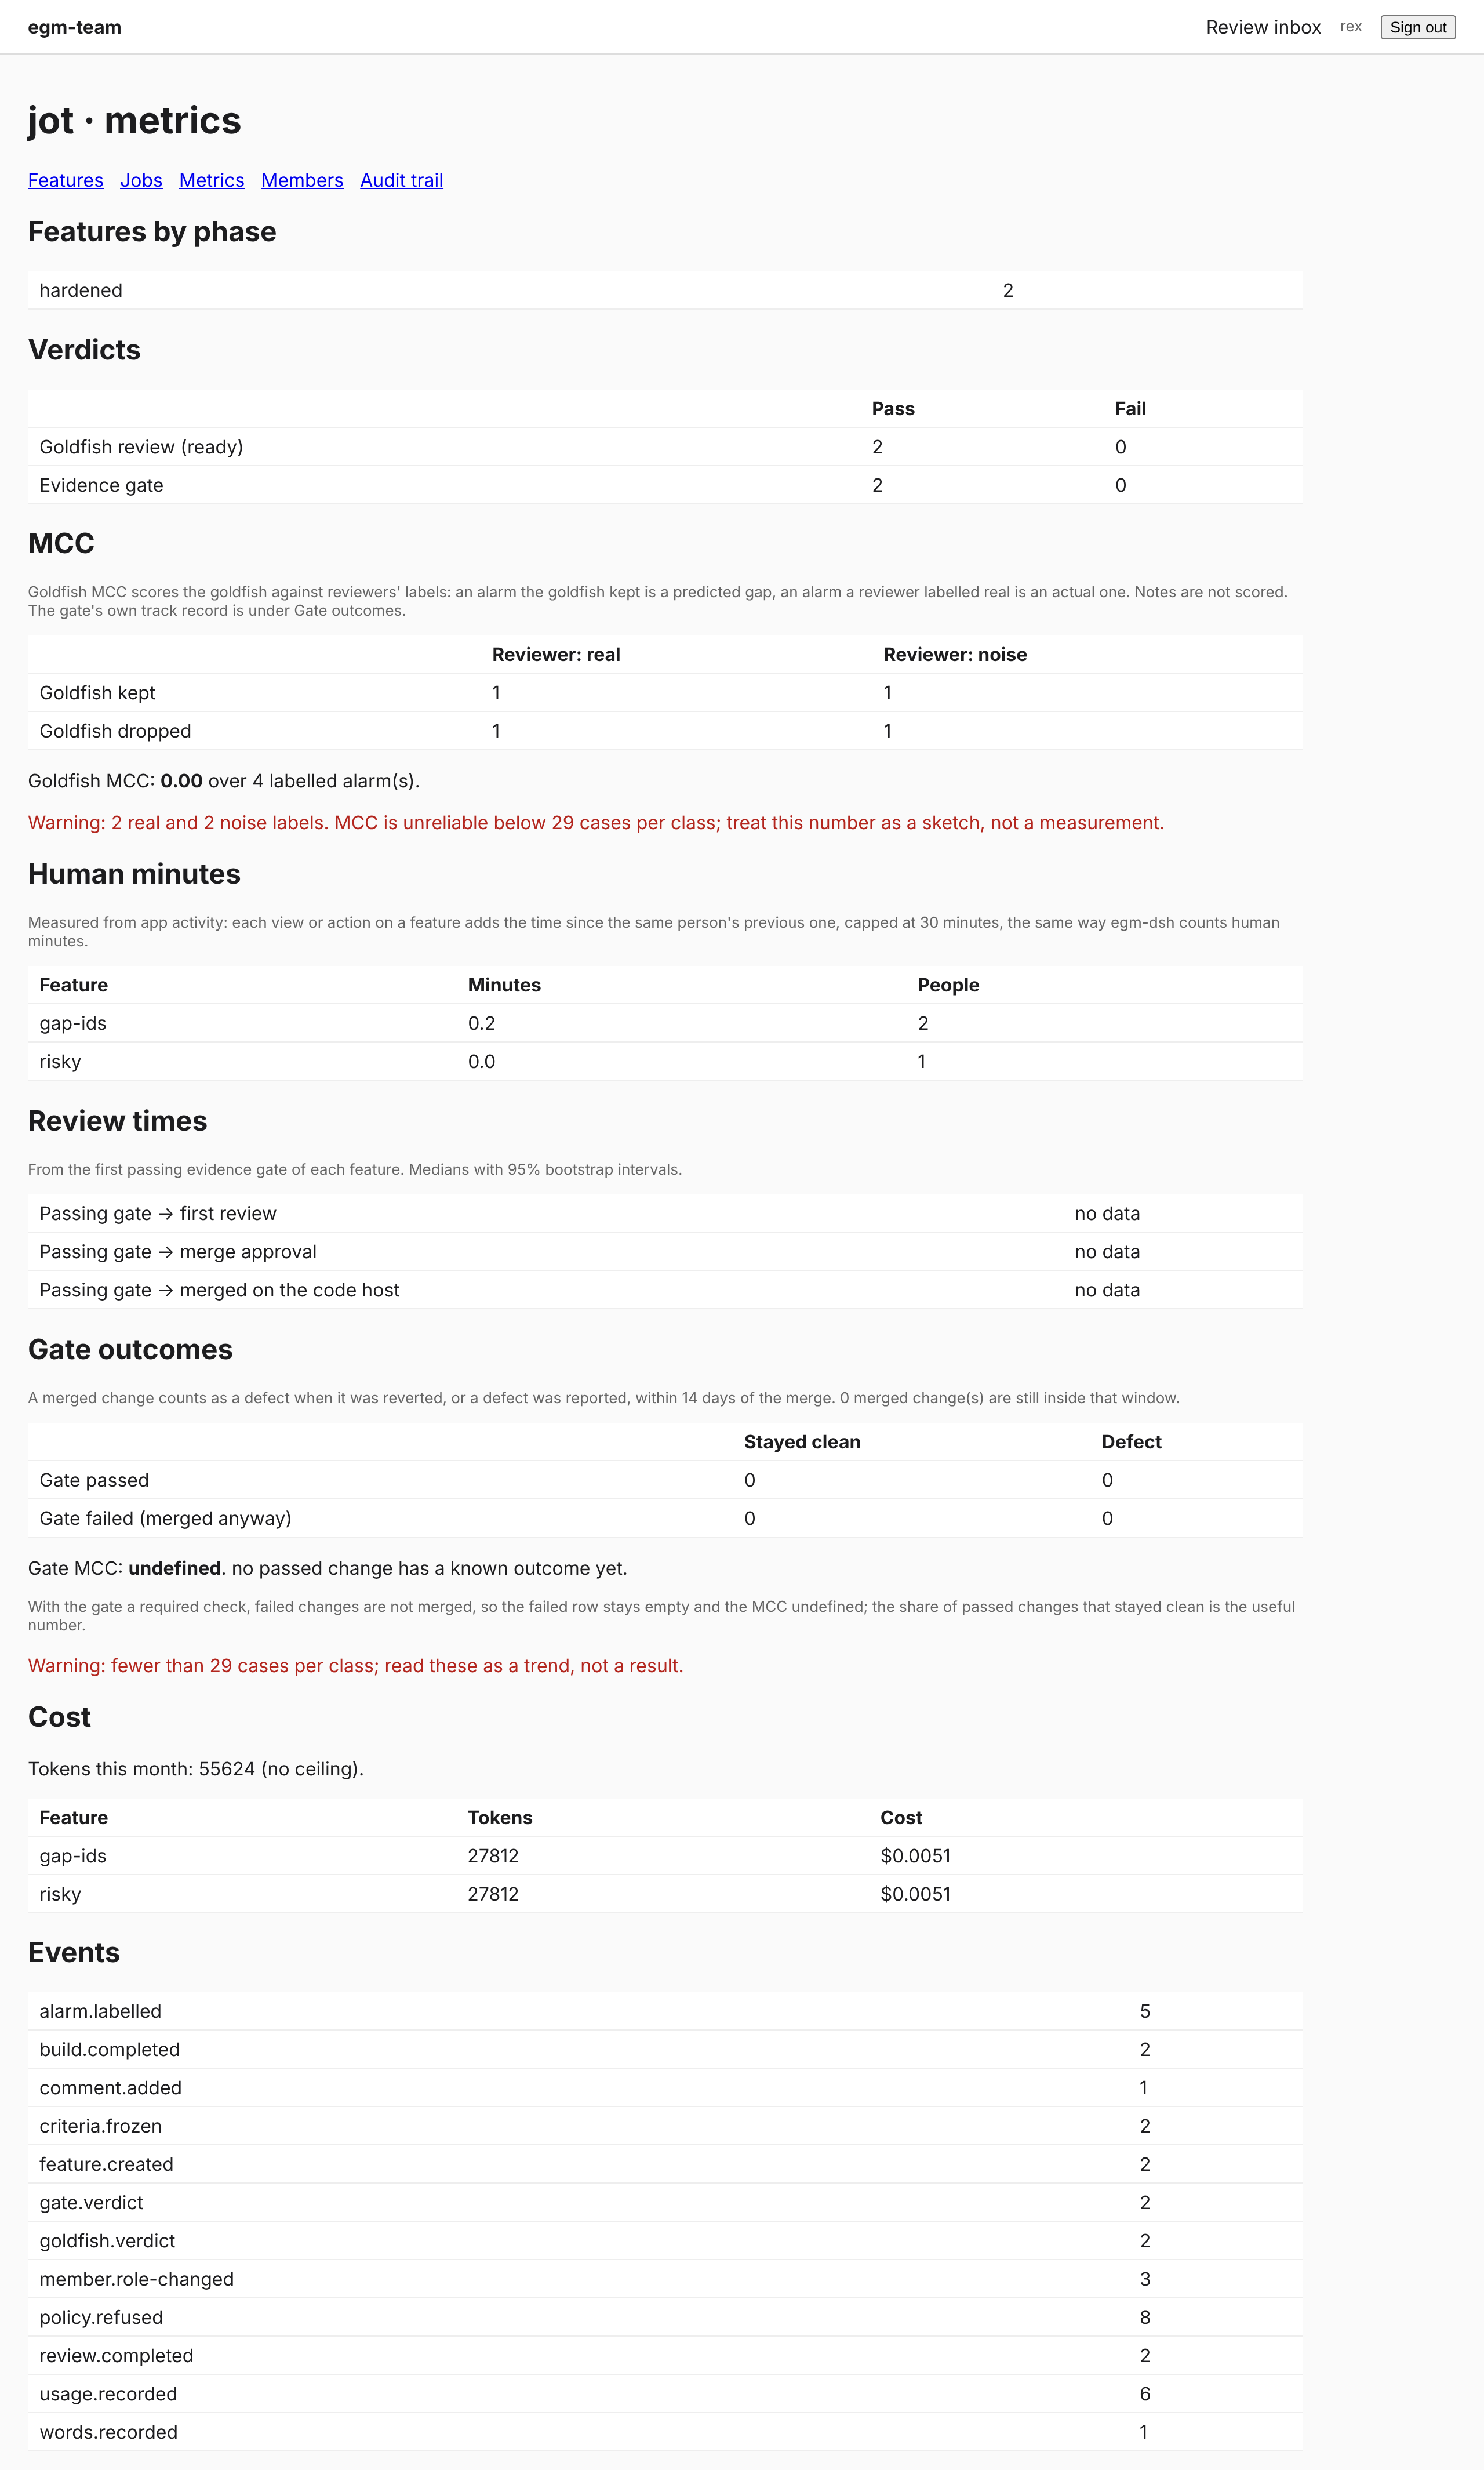 egm-team
Review inbox rex Sign out
jot · metrics
Features Jobs Metrics Members Audit trail
Features by phase
hardened 2
Verdicts
Pass Fail
Goldfish review (ready) 2 0
Evidence gate 2 0
MCC
Goldfish MCC scores the goldfish against reviewers' labels: an alarm the goldfish kept is a predicted gap, an alarm a reviewer labelled real is an actual one. Notes are not scored.
The gate's own track record is under Gate outcomes.
Reviewer: real Reviewer: noise
Goldfish kept 1 1
Goldfish dropped 1 1
Goldfish MCC: 0.00 over 4 labelled alarm(s).
Warning: 2 real and 2 noise labels. MCC is unreliable below 29 cases per class; treat this number as a sketch, not a measurement.
Human minutes
Measured from app activity: each view or action on a feature adds the time since the same person's previous one, capped at 30 minutes, the same way egm-dsh counts human
minutes.
Feature Minutes People
gap-ids 0.2 2
risky 0.0 1
Review times
From the first passing evidence gate of each feature. Medians with 95% bootstrap intervals.
Passing gate → first review no data
Passing gate → merge approval no data
Passing gate → merged on the code host no data
Gate outcomes
A merged change counts as a defect when it was reverted, or a defect was reported, within 14 days of the merge. 0 merged change(s) are still inside that window.
Stayed clean Defect
Gate passed 0 0
Gate failed (merged anyway) 0 0
Gate MCC: undefined. no passed change has a known outcome yet.
With the gate a required check, failed changes are not merged, so the failed row stays empty and the MCC undefined; the share of passed changes that stayed clean is the useful
number.
Warning: fewer than 29 cases per class; read these as a trend, not a result.
Cost
Tokens this month: 55624 (no ceiling).
Feature Tokens Cost
gap-ids 27812 $0.0051
risky 27812 $0.0051
Events
alarm.labelled 5
build.completed 2
comment.added 1
criteria.frozen 2
feature.created 2
gate.verdict 2
goldfish.verdict 2
member.role-changed 3
policy.refused 8
review.completed 2
usage.recorded 6
words.recorded 1